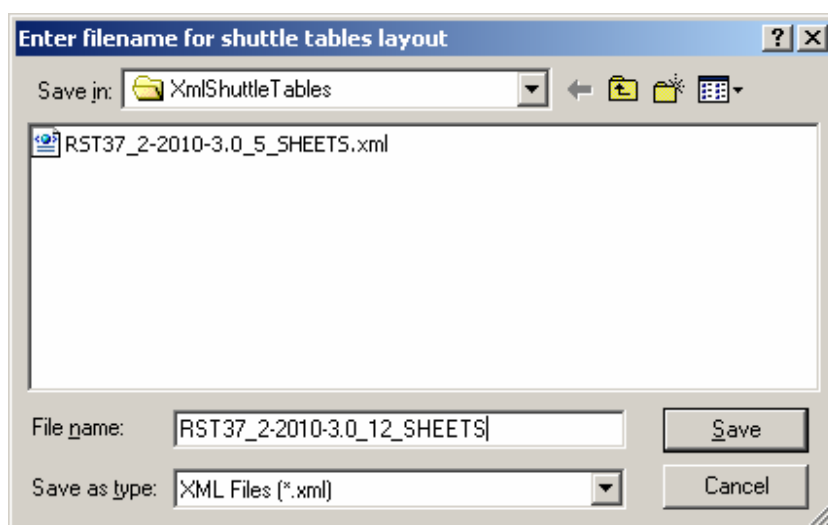 Enter filename for shuttle tables layout
Save in: XmlShuttleTables
RST37_2-2010-3.0_5_SHEETS.xml
File name: RST37_2-2010-3.0_12_SHEETS Save
Save as type: XML Files (*.xml) Cancel